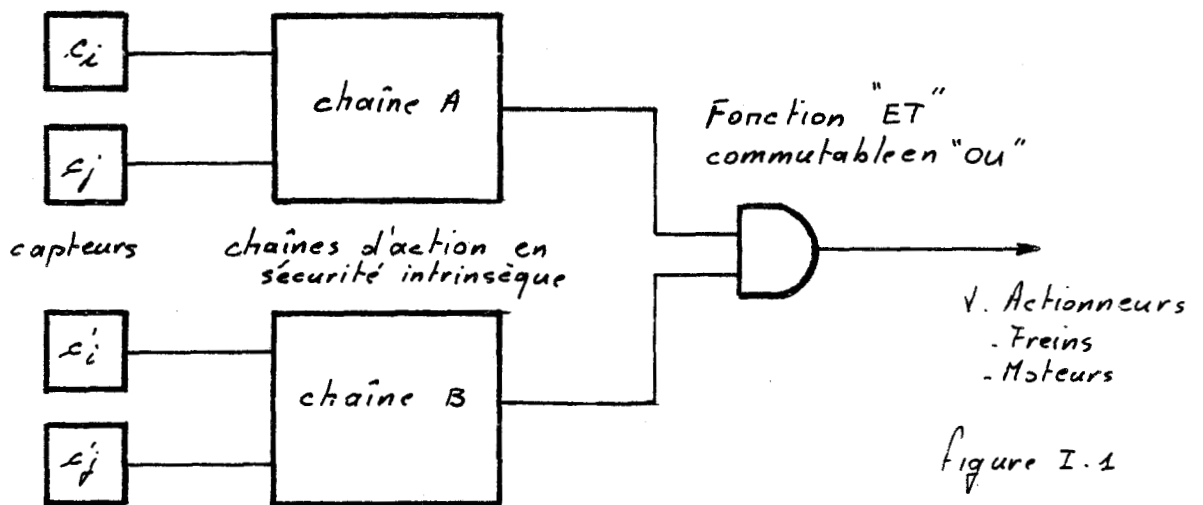 ci
cj
capteurs
chaîne A
chaînes d'action en
sécurité intrinsèque
c'i
c'j
chaîne B
Fonction "ET"
commutable en "OU"
V. Actionneurs
- Freins
- Moteurs
figure I.1